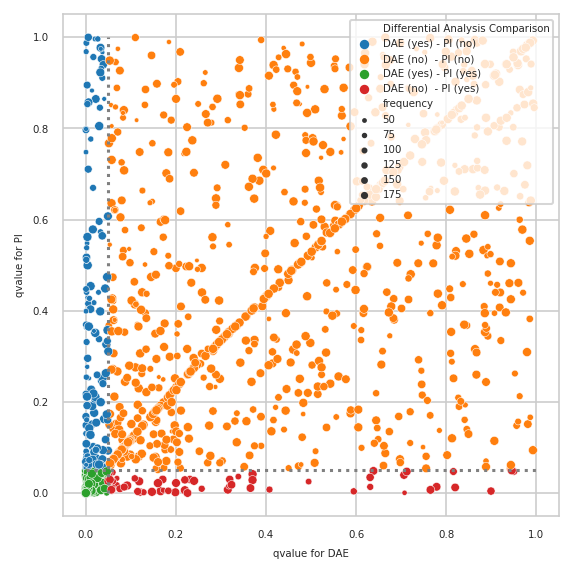 Differential Analysis Comparison
DAE (yes) - PI (no)
DAE (no)  - PI (no)
DAE (yes) - PI (yes)
DAE (no)  - PI (yes)
frequency
50
75
100
125
150
175
1.0
0.8
0.6
0.4
0.2
0.0
qvalue for PI
0.0 0.2 0.4 0.6 0.8 1.0
qvalue for DAE